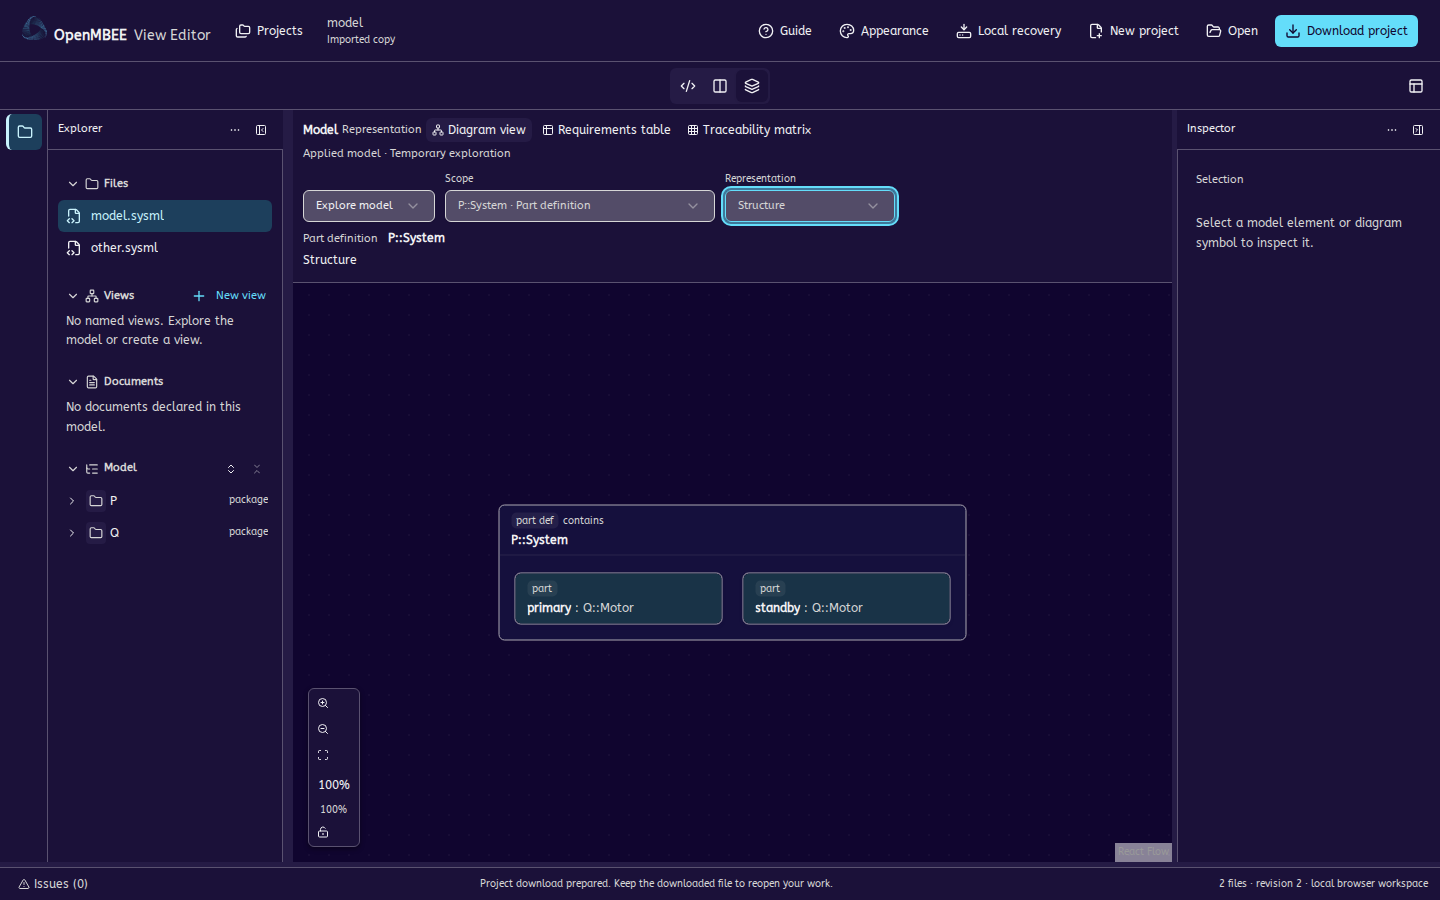 OpenMBEE View Editor
Projects
model
Imported copy
Guide
Appearance
Local recovery
New project
Open
Download project
Explorer
Files
model.sysml
other.sysml
Views
New view
No named views. Explore the
model or create a view.
Documents
No documents declared in this
model.
Model
P package
Q package
Model Representation Diagram view Requirements table Traceability matrix
Applied model · Temporary exploration
Scope
Representation
Explore model
P::System · Part definition
Structure
Part definition P::System
Structure
part def contains
P::System
part
primary : Q::Motor
part
standby : Q::Motor
100%
100%
React Flow
Inspector
Selection
Select a model element or diagram
symbol to inspect it.
Issues (0)
Project download prepared. Keep the downloaded file to reopen your work.
2 files · revision 2 · local browser workspace